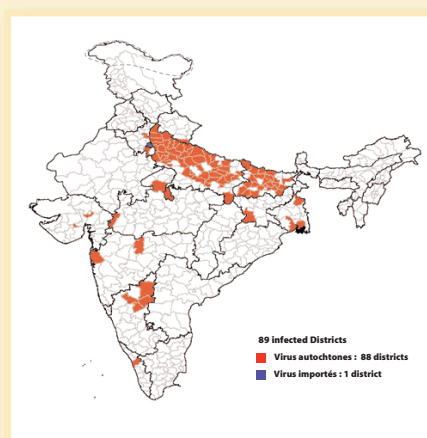 89 infected Districts
Virus autochtones : 88 districts
Virus importés : 1 district